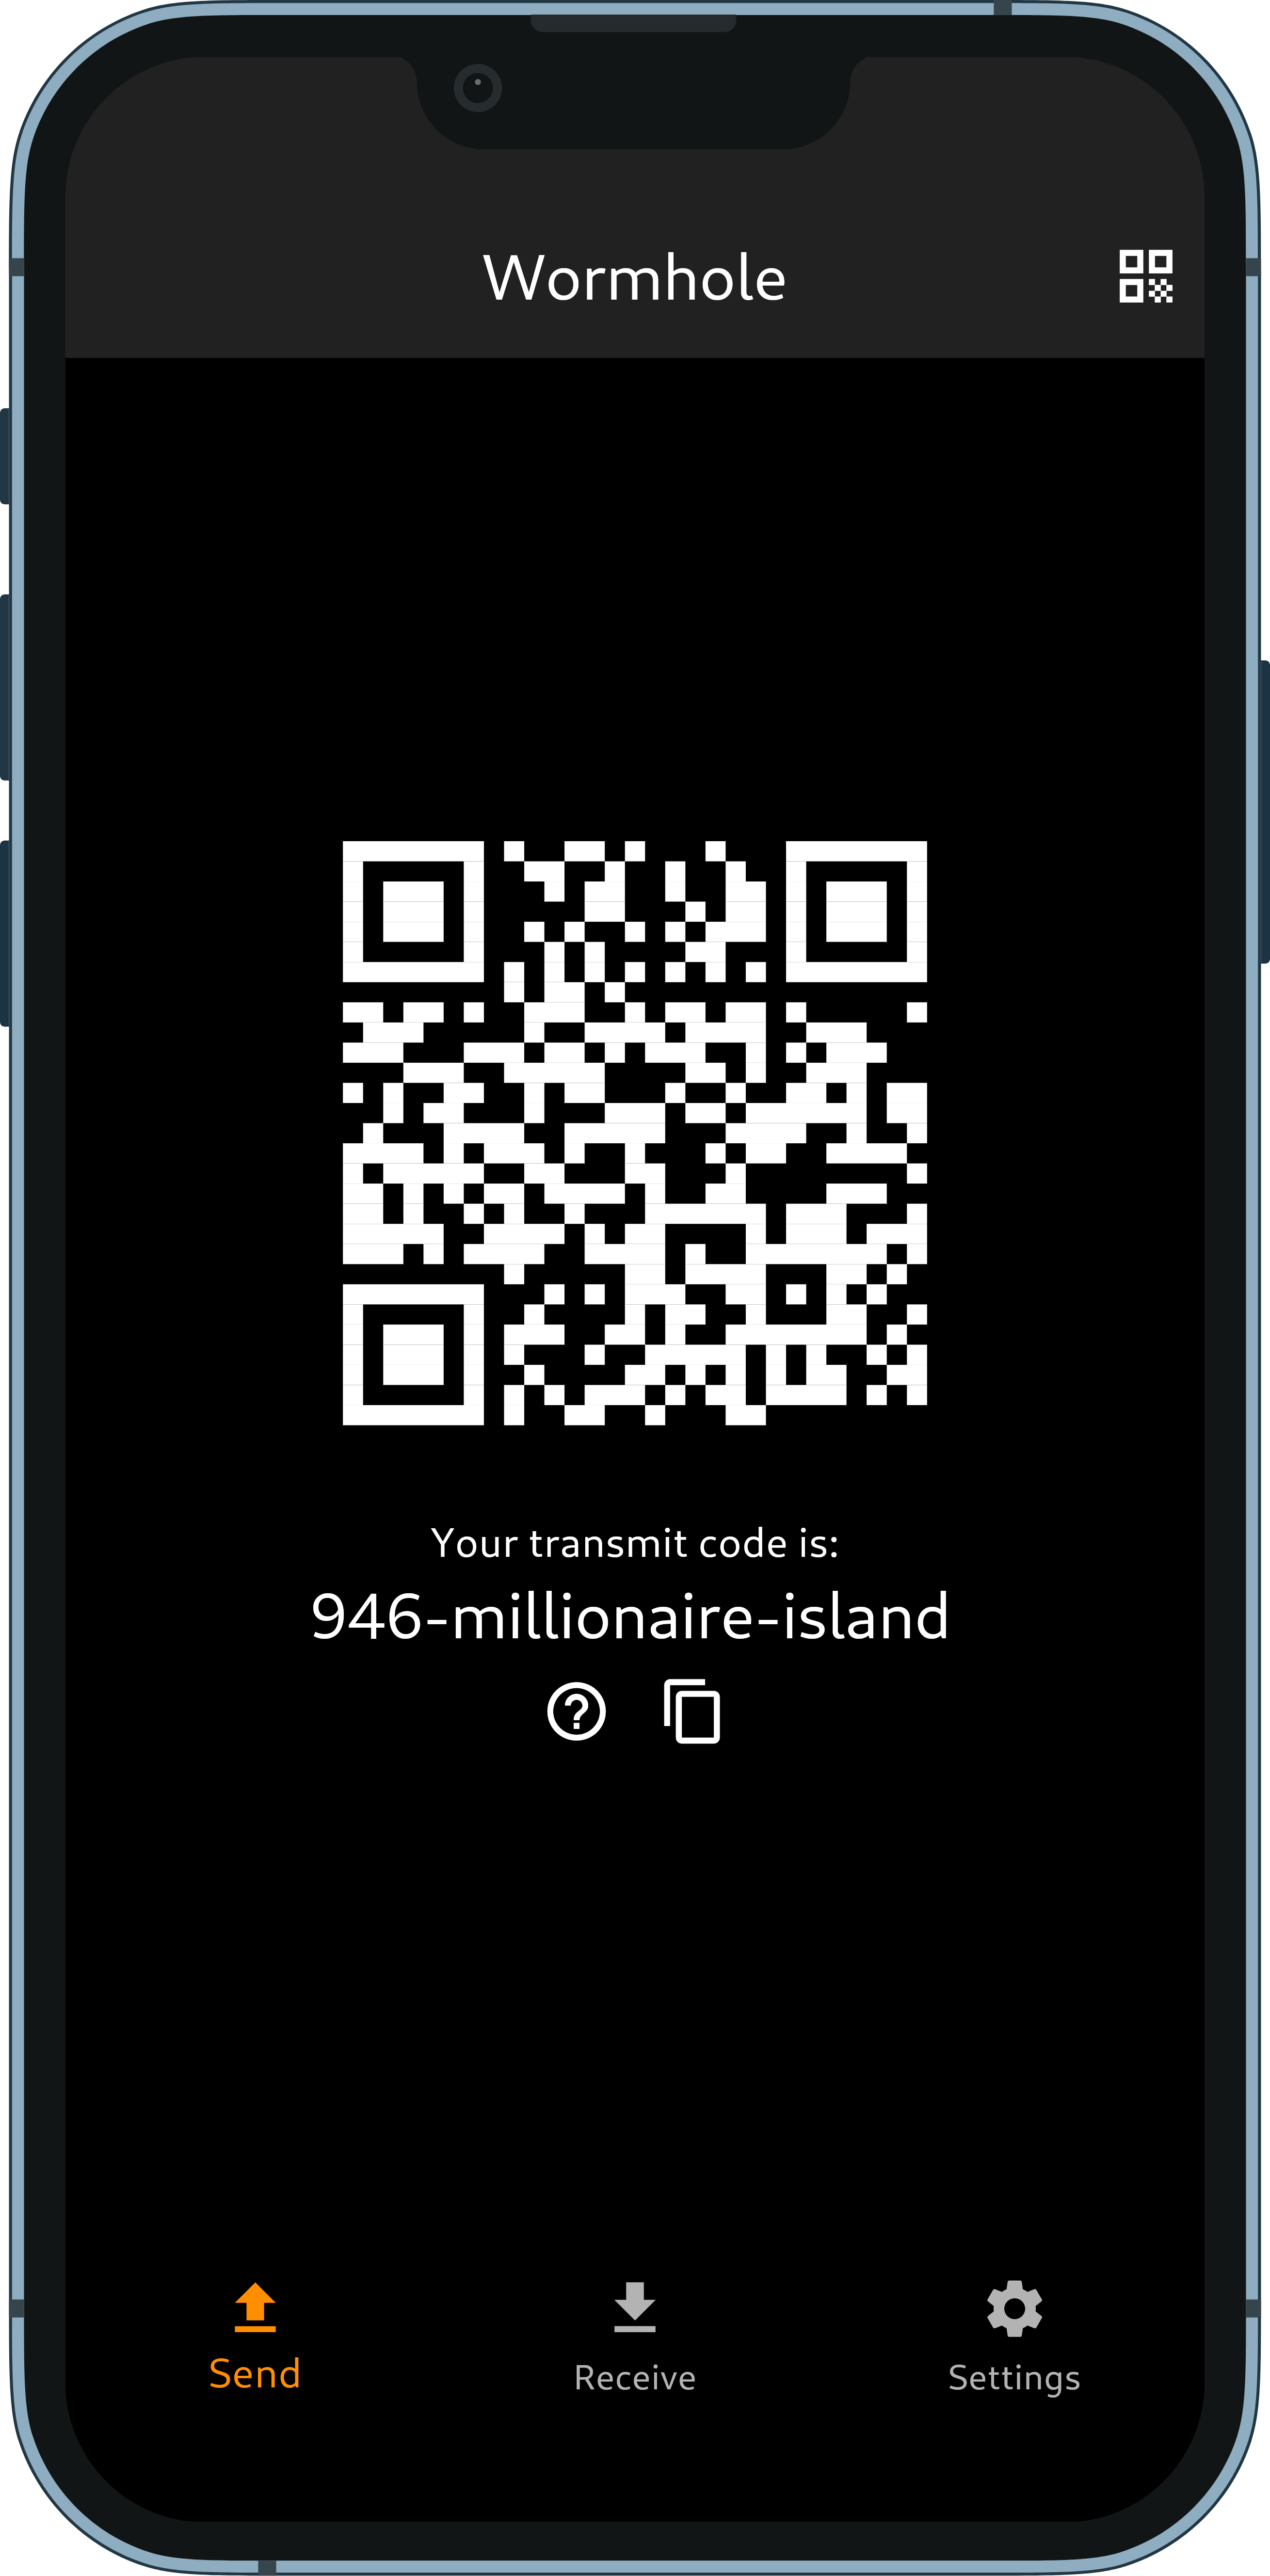 Wormhole
Your transmit code is:
946-millionaire-island
Send
Receive
Settings